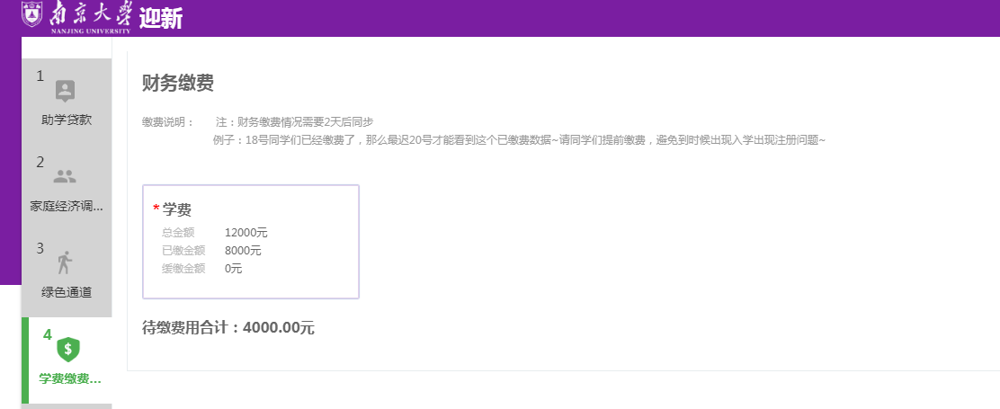 南京大学 迎新
NANJING UNIVERSITY
1
助学贷款
2
家庭经济调...
3
绿色通道
4
学费缴费...
财务缴费
缴费说明： 注：财务缴费情况需要2天后同步
例子：18号同学们已经缴费了，那么最迟20号才能看到这个已缴费数据~请同学们提前缴费，避免到时候出现入学出现注册问题~
*学费
总金额 12000元
已缴金额 8000元
缓缴金额 0元
待缴费用合计：4000.00元